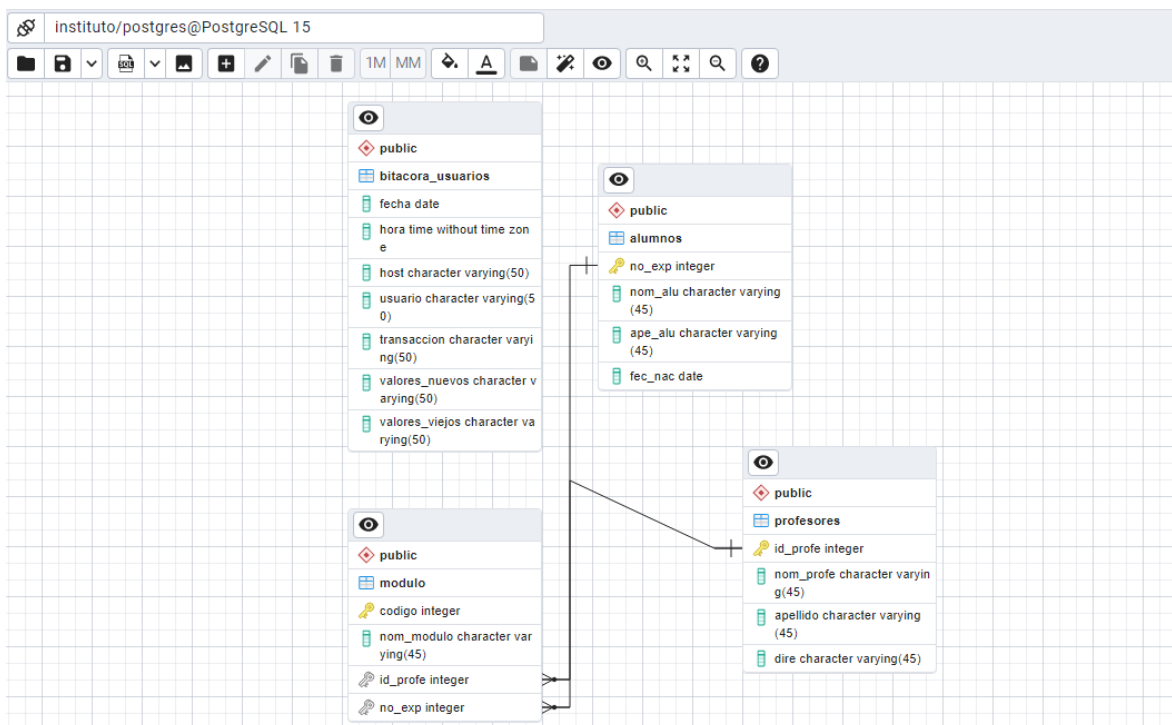 instituto/postgres@PostgreSQL 15
SQL
1M
MM
A
public
bitacora_usuarios
fecha date
hora time without time zon
e
host character varying(50)
usuario character varying(5
0)
transaccion character varyi
ng(50)
valores_nuevos character v
arying(50)
valores_viejos character va
rying(50)
public
alumnos
no_exp integer
nom_alu character varying
(45)
ape_alu character varying
(45)
fec_nac date
public
modulo
codigo integer
nom_modulo character var
ying(45)
id_profe integer
no_exp integer
public
profesores
id_profe integer
nom_profe character varyin
g(45)
apellido character varying
(45)
dire character varying(45)